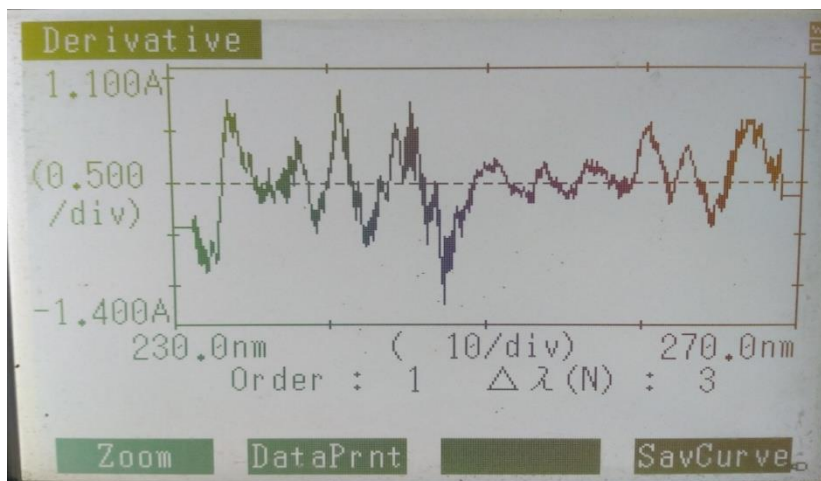 Derivative
1.100A
(0.500
/div)
-1.400A
230.0nm ( 10/div) 270.0nm
Order : 1 △λ(N) : 3
Zoom DataPrnt SavCurve